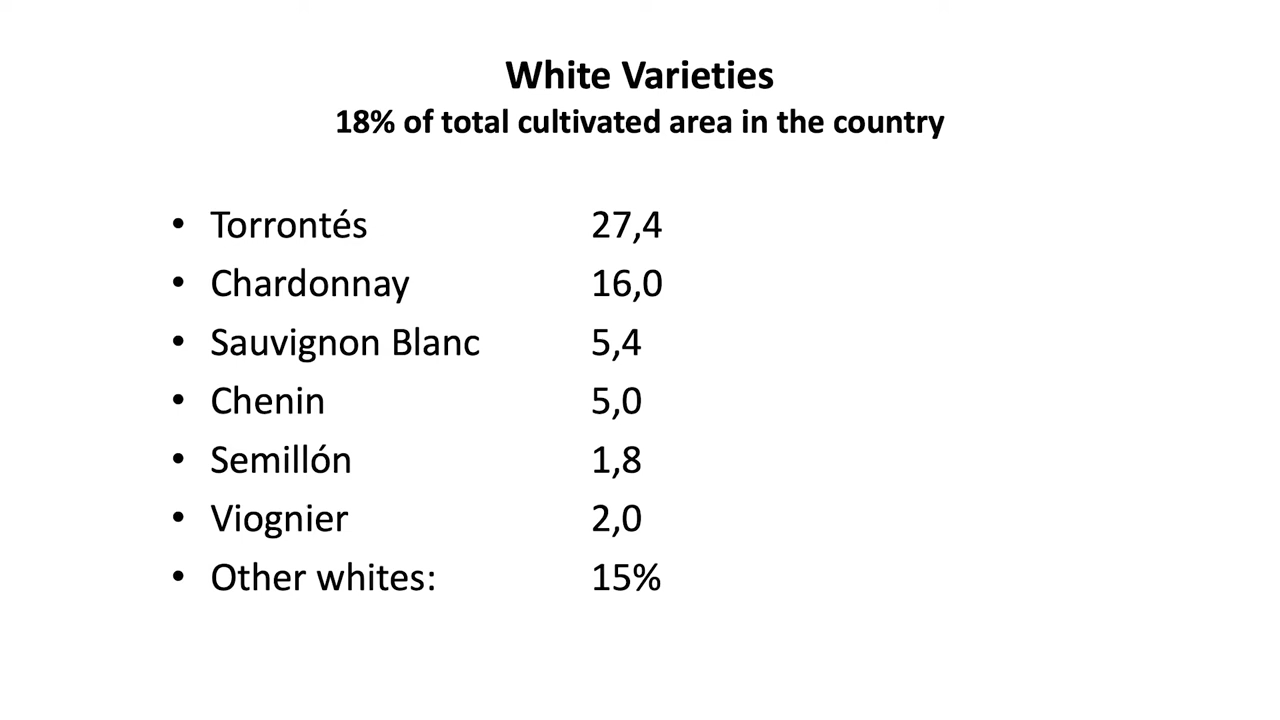 White Varieties
18% of total cultivated area in the country
• Torrontés 27,4
• Chardonnay 16,0
• Sauvignon Blanc 5,4
• Chenin 5,0
• Semillón 1,8
• Viognier 2,0
• Other whites: 15%